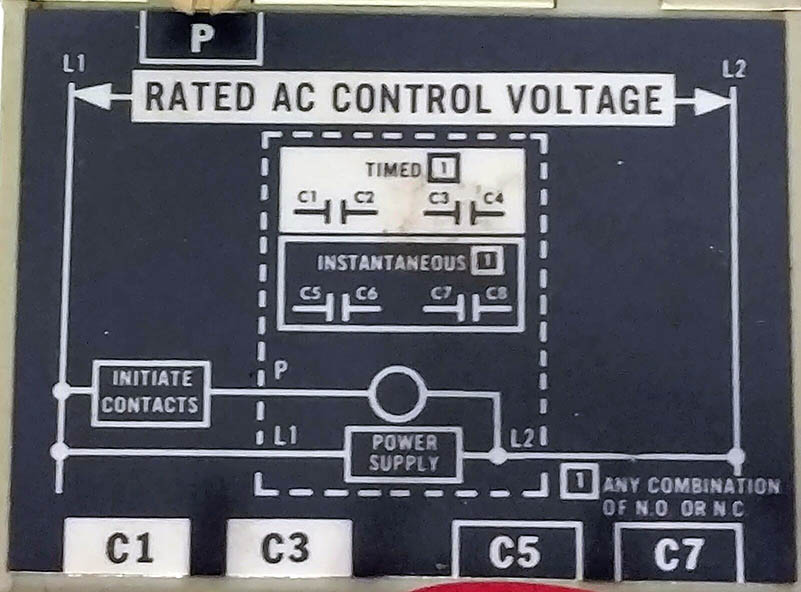 P
L1 L2
RATED AC CONTROL VOLTAGE
TIMED 1
C1 C2 C3 C4
INSTANTANEOUS 1
C5 C6 C7 C8
INITIATE
CONTACTS
P
L1
POWER
SUPPLY
L2
1 ANY COMBINATION
OF N.O OR N.C
C1 C3 C5 C7